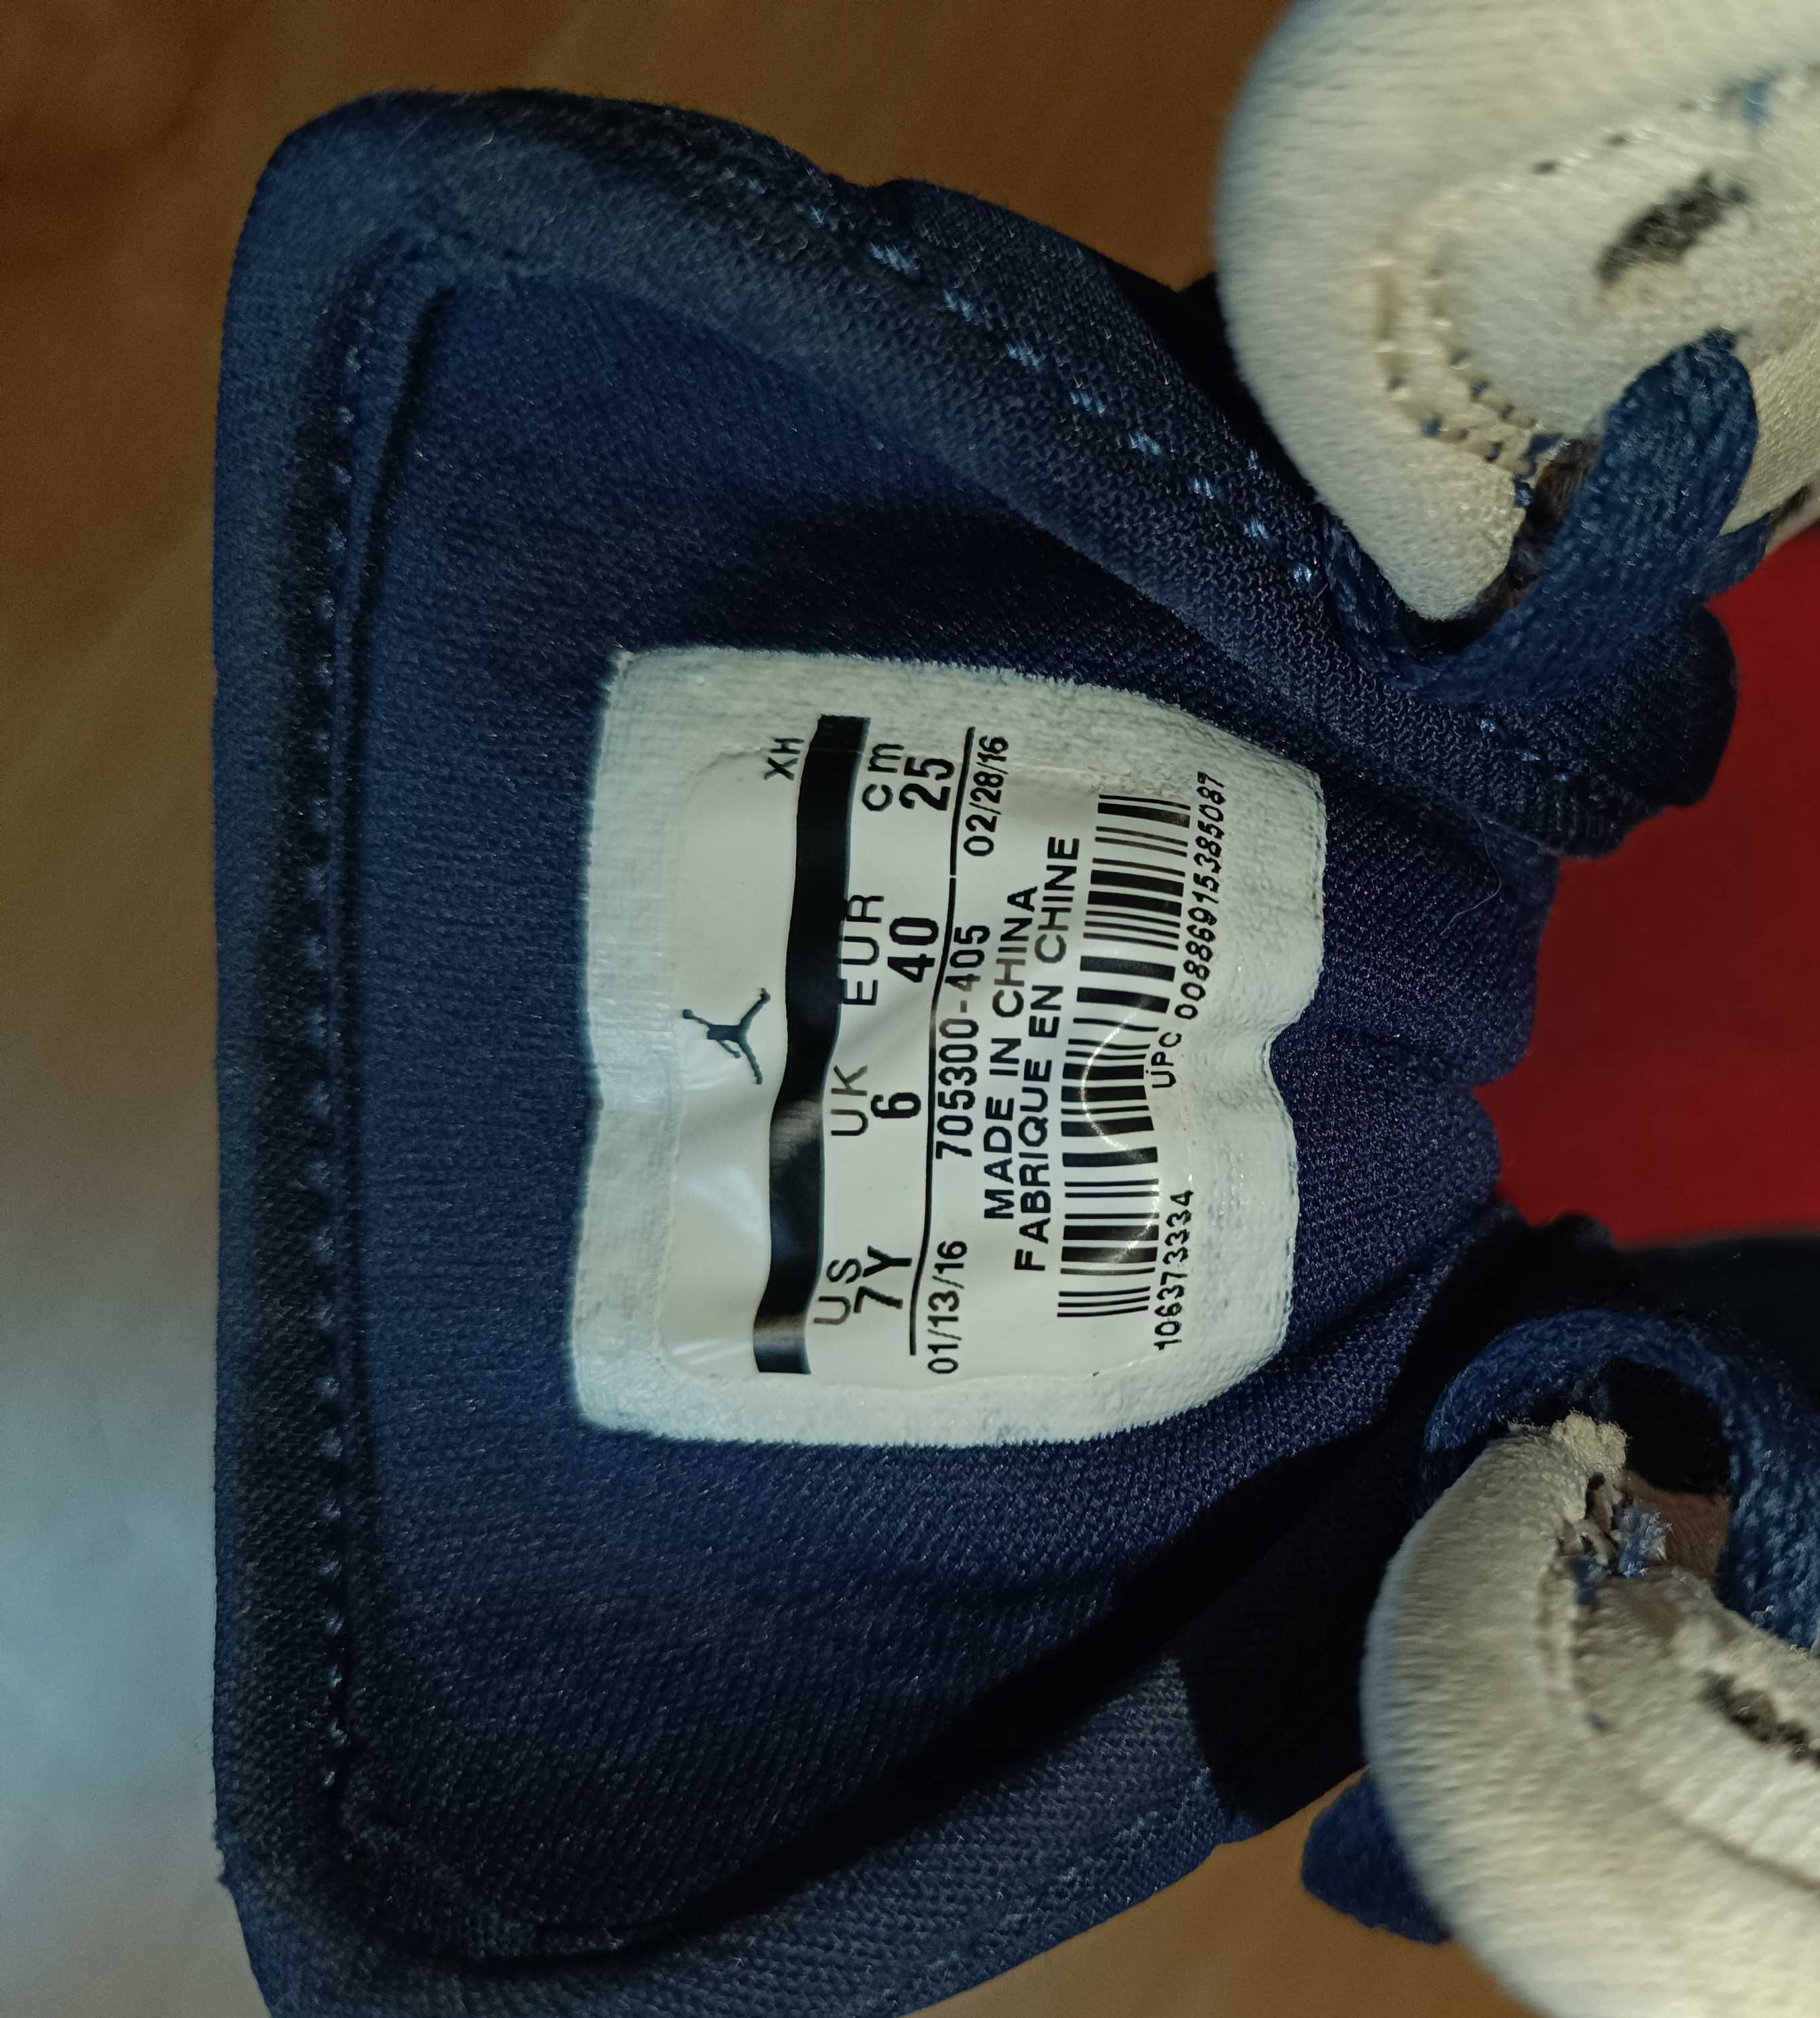 XH
US UK EUR cm
7Y 6 40 25
01/13/16 705300-405 02/28/16
MADE IN CHINA
FABRIQUE EN CHINE
106373334 UPC 00886915385087